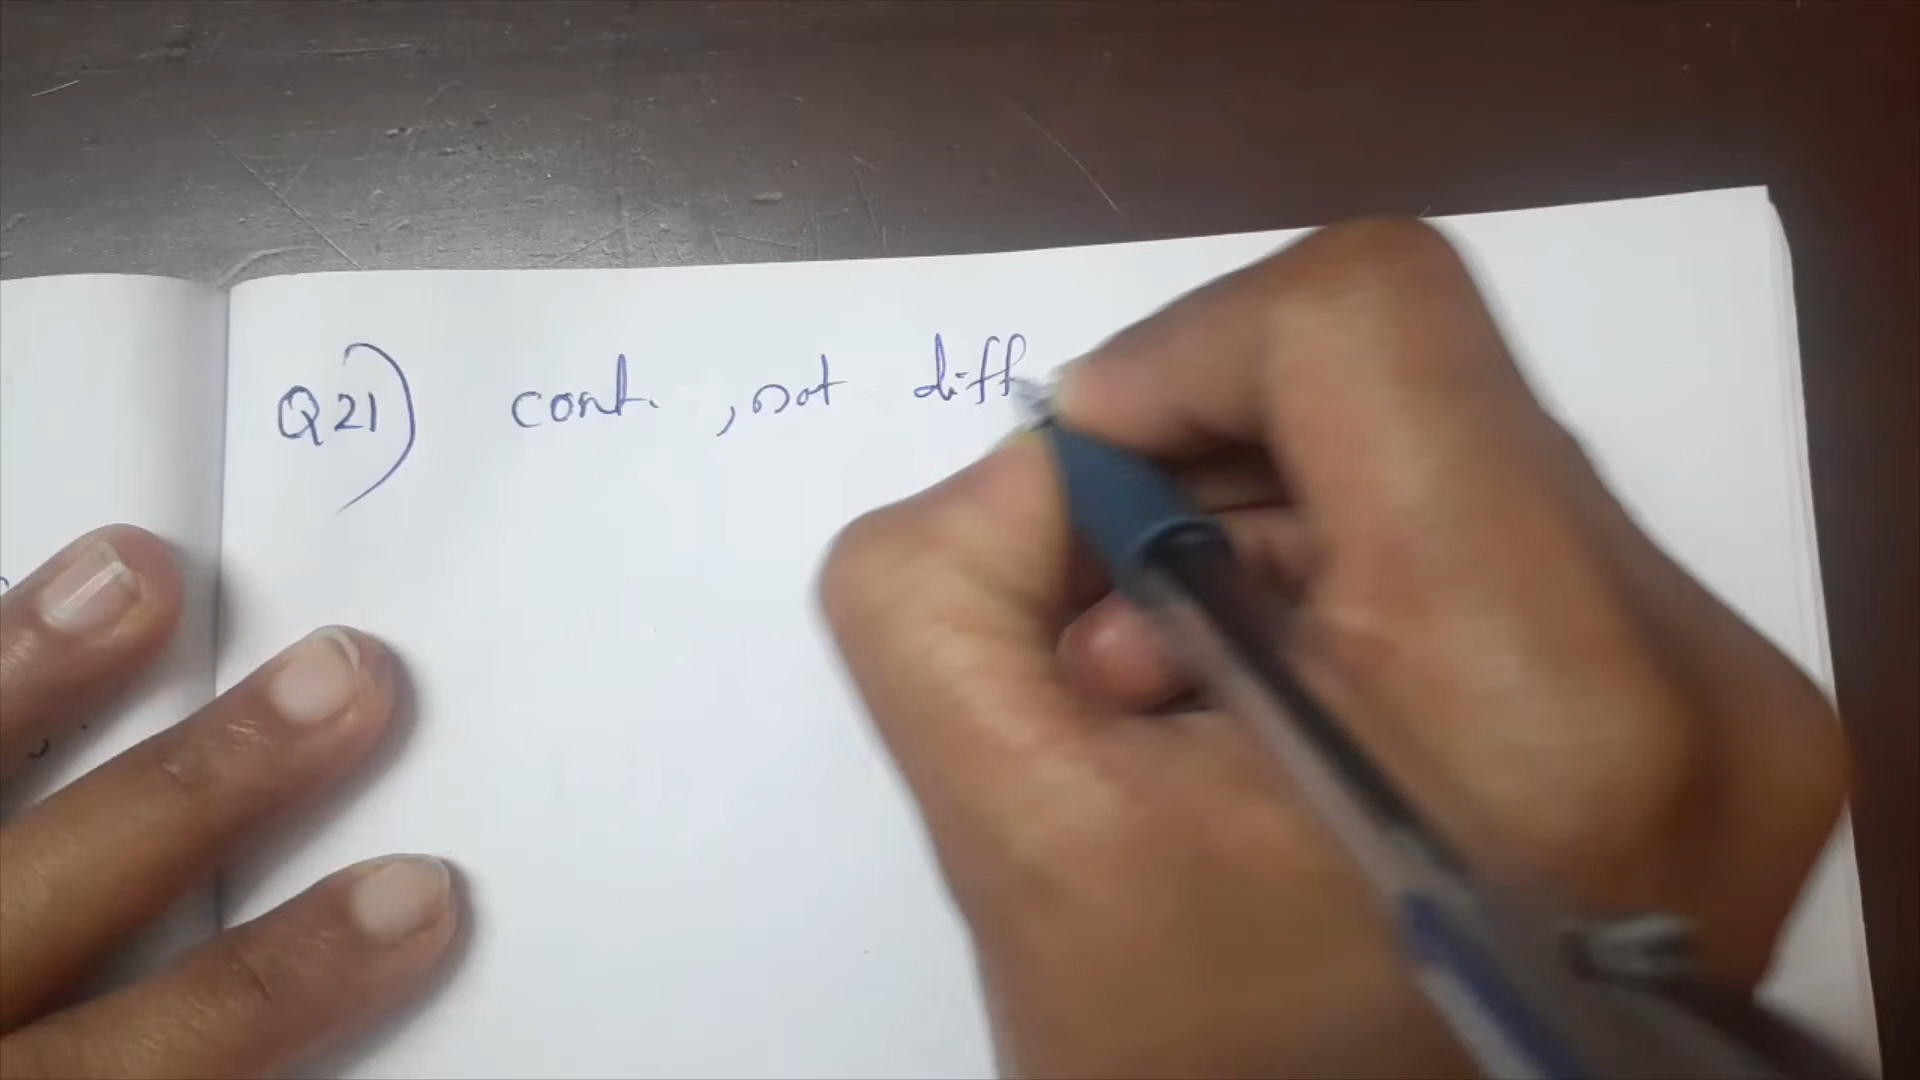 Q21) cont. , not diff